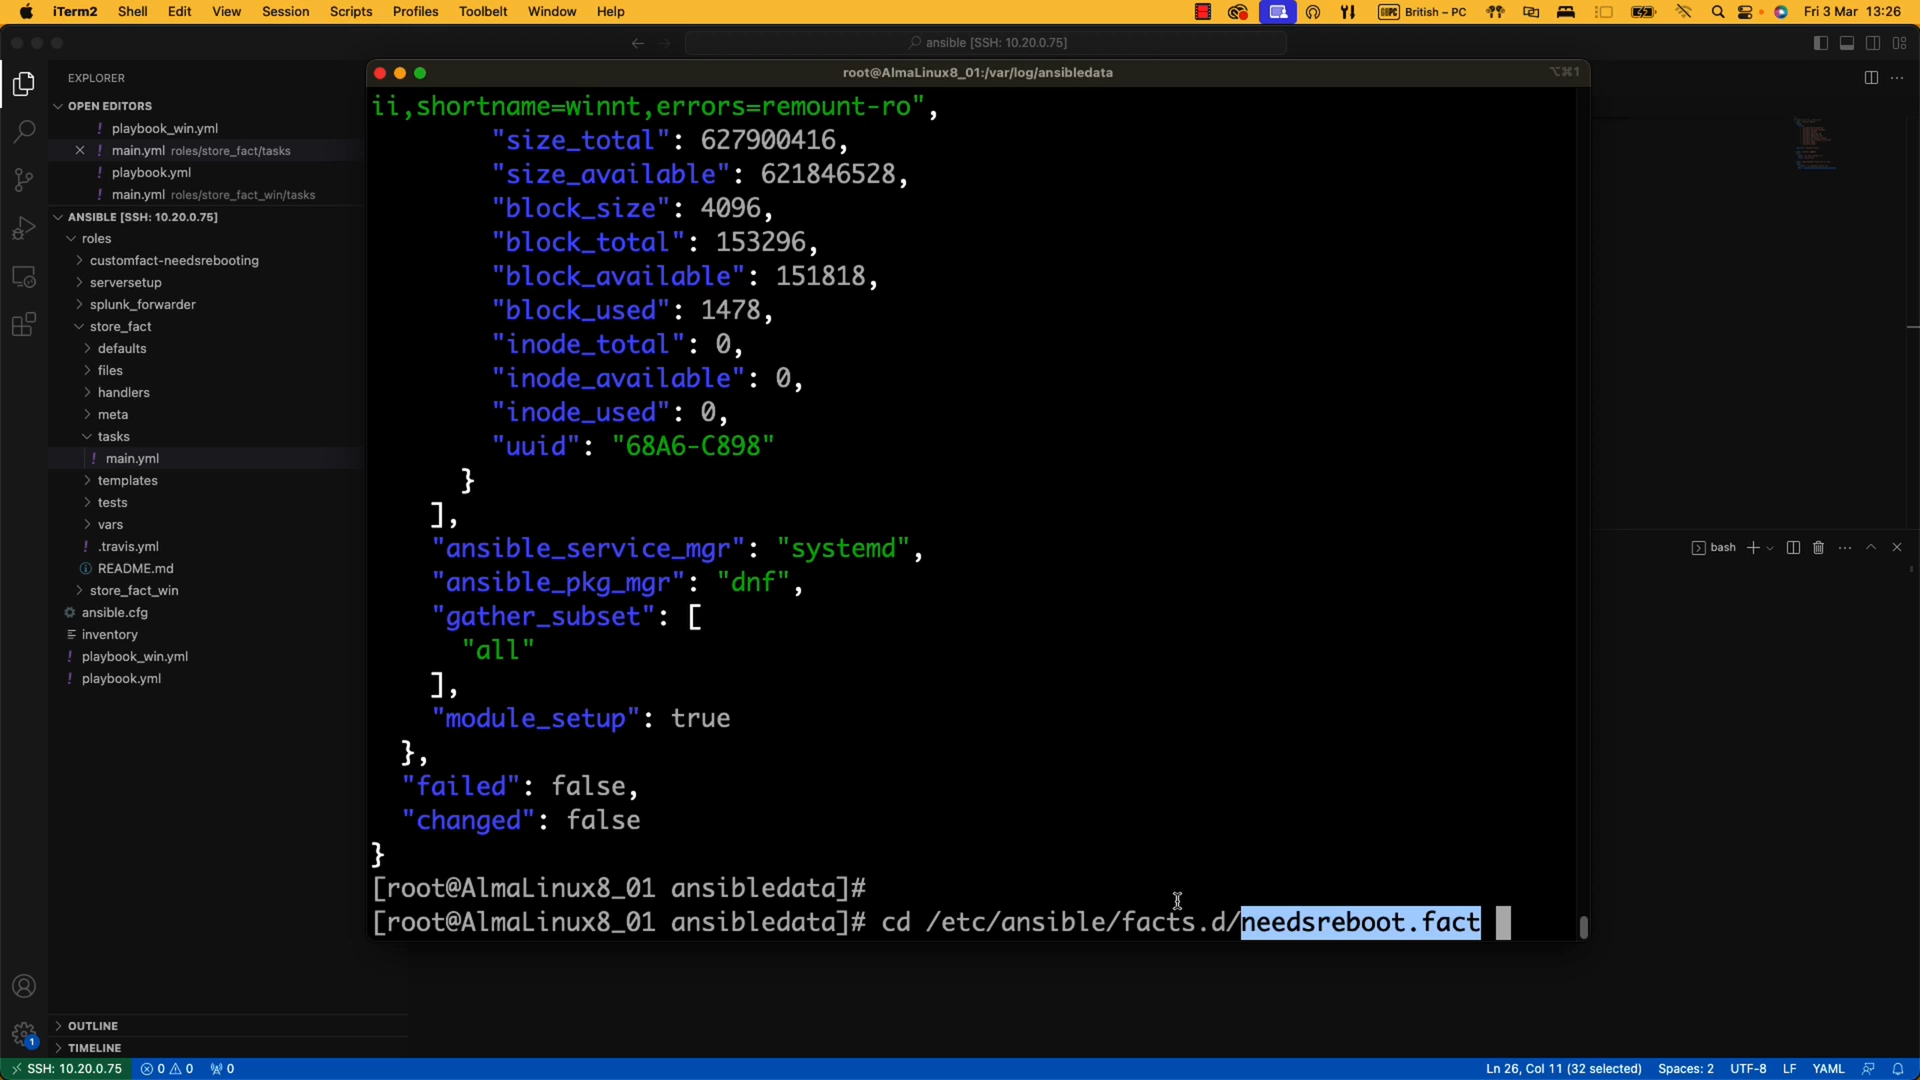 iTerm2 Shell Edit View Session Scripts Profiles Toolbelt Window Help British – PC Fri 3 Mar 13:26
ansible [SSH: 10.20.0.75]
EXPLORER
OPEN EDITORS
! playbook_win.yml
! main.yml roles/store_fact/tasks
! playbook.yml
! main.yml roles/store_fact_win/tasks
ANSIBLE [SSH: 10.20.0.75]
roles
customfact-needsrebooting
serversetup
splunk_forwarder
store_fact
defaults
files
handlers
meta
tasks
! main.yml
templates
tests
vars
! .travis.yml
README.md
store_fact_win
ansible.cfg
inventory
! playbook_win.yml
! playbook.yml
OUTLINE
TIMELINE
root@AlmaLinux8_01:/var/log/ansibledata ⌥⌘1
ii,shortname=winnt,errors=remount-ro",
"size_total": 627900416,
"size_available": 621846528,
"block_size": 4096,
"block_total": 153296,
"block_available": 151818,
"block_used": 1478,
"inode_total": 0,
"inode_available": 0,
"inode_used": 0,
"uuid": "68A6-C898"
}
],
"ansible_service_mgr": "systemd",
"ansible_pkg_mgr": "dnf",
"gather_subset": [
"all"
],
"module_setup": true
},
"failed": false,
"changed": false
}
[root@AlmaLinux8_01 ansibledata]#
[root@AlmaLinux8_01 ansibledata]# cd /etc/ansible/facts.d/needsreboot.fact
bash
1
SSH: 10.20.0.75 0 0 0 Ln 26, Col 11 (32 selected) Spaces: 2 UTF-8 LF YAML